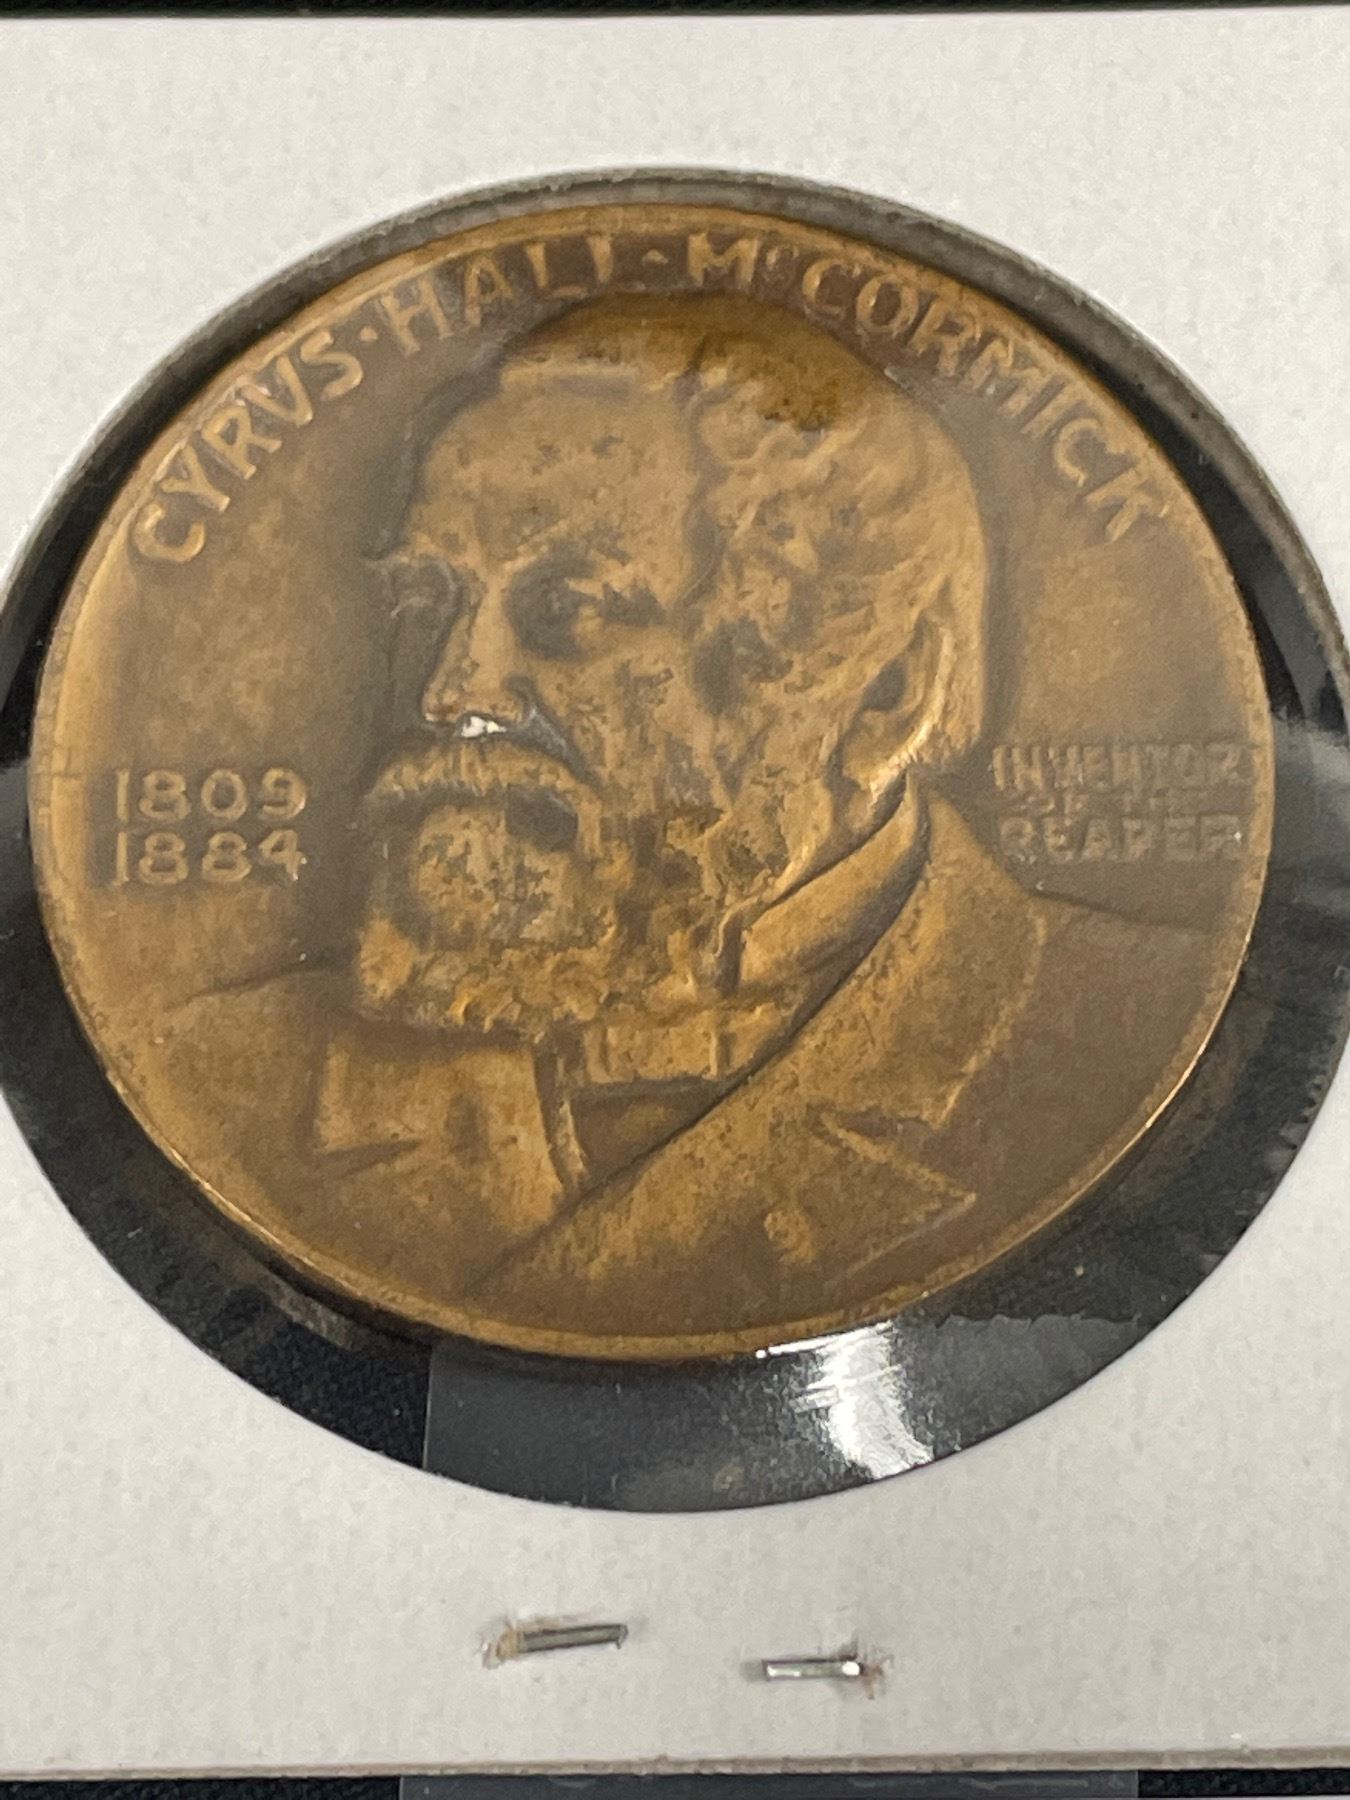 CYRVS · HALL · McCORMICK
1809
1884
INVENTOR
OF THE
REAPER